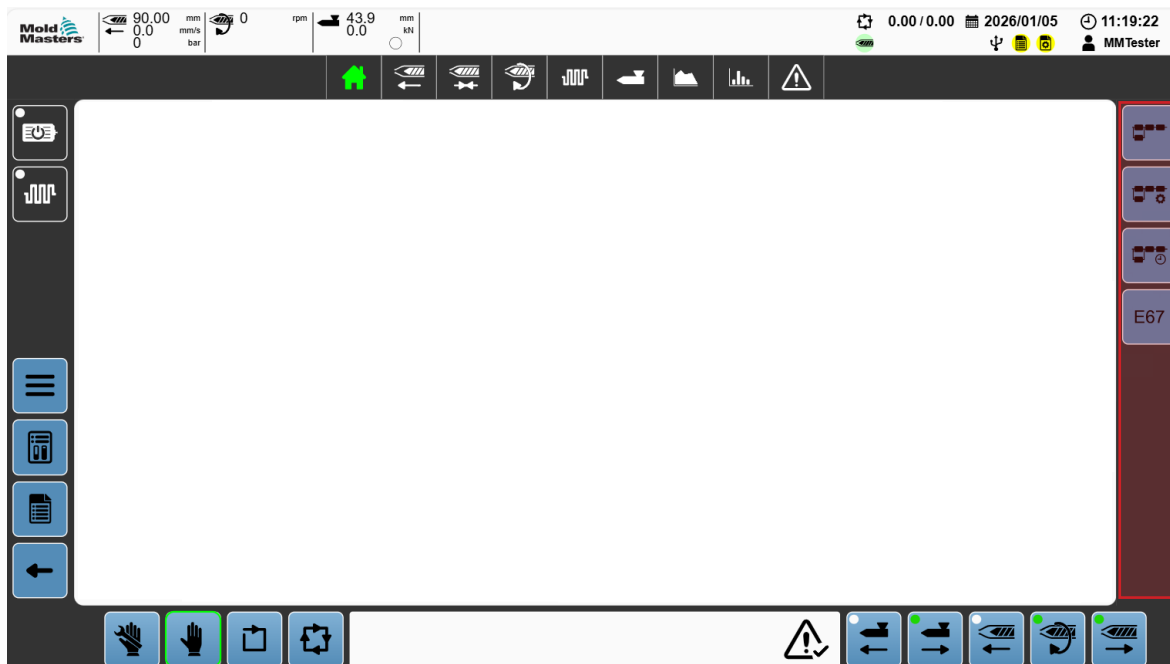 Mold
Masters
90.00 mm
0.0 mm/s
0 bar
0 rpm
43.9 mm
0.0 kN
0.00 / 0.00
2026/01/05
11:19:22
MMTester
E67